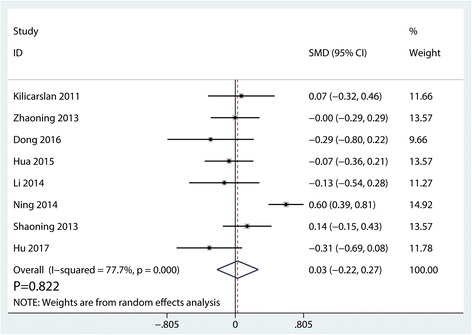 Study %
ID SMD (95% CI) Weight
Kilicarslan 2011 0.07 (−0.32, 0.46) 11.66
Zhaoning 2013 −0.00 (−0.29, 0.29) 13.57
Dong 2016 −0.29 (−0.80, 0.22) 9.66
Hua 2015 −0.07 (−0.36, 0.21) 13.57
Li 2014 −0.13 (−0.54, 0.28) 11.27
Ning 2014 0.60 (0.39, 0.81) 14.92
Shaoning 2013 0.14 (−0.15, 0.43) 13.57
Hu 2017 −0.31 (−0.69, 0.08) 11.78
Overall (I−squared = 77.7%, p = 0.000) 0.03 (−0.22, 0.27) 100.00
P=0.822
NOTE: Weights are from random effects analysis
−.805 0 .805